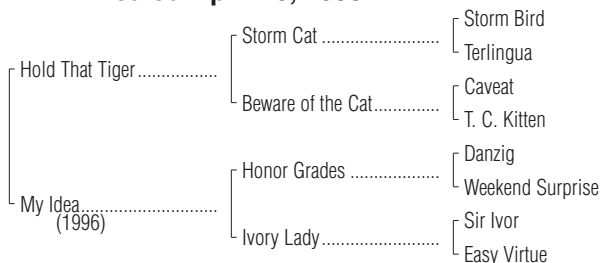 Storm Bird
Storm Cat ........................
Terlingua
Hold That Tiger................
Caveat
Beware of the Cat.............
T. C. Kitten
Danzig
Honor Grades ..................
Weekend Surprise
My Idea...........................
(1996)
Sir Ivor
Ivory Lady........................
Easy Virtue